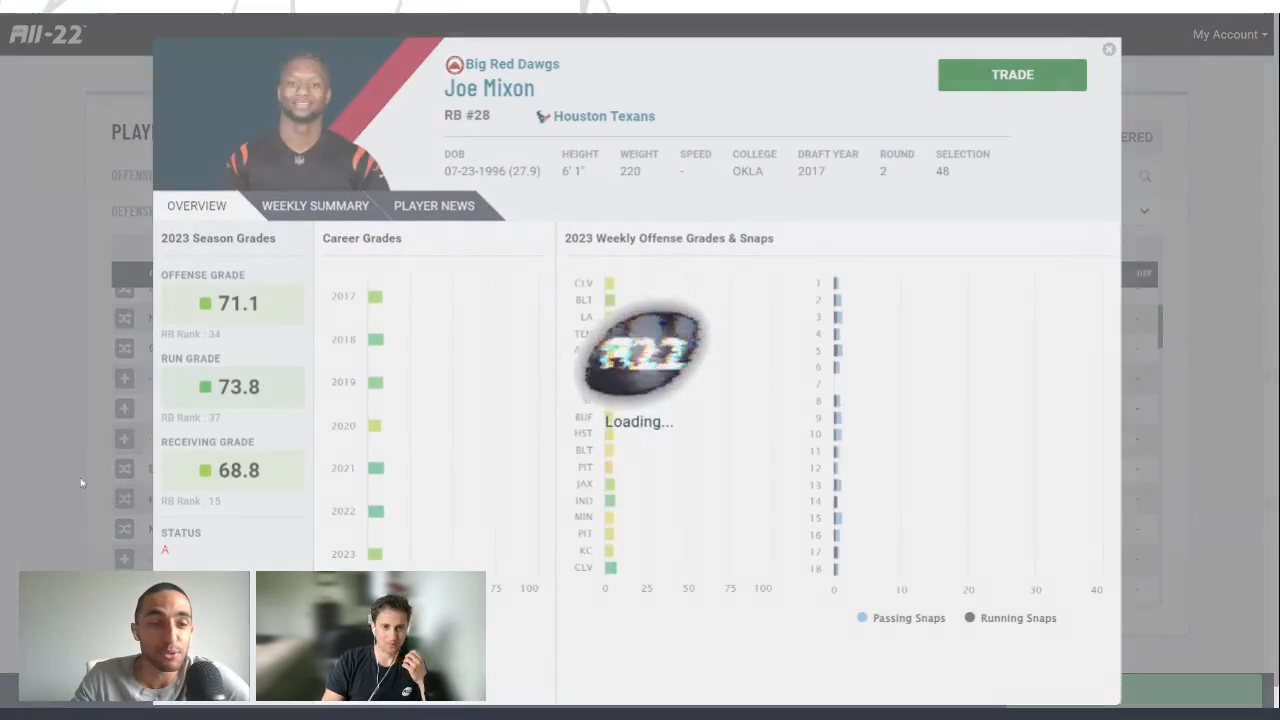 All-22
My Account
Big Red Dawgs
Joe Mixon
TRADE
RB #28
Houston Texans
DOB HEIGHT WEIGHT SPEED COLLEGE DRAFT YEAR ROUND SELECTION
07-23-1996 (27.9) 6' 1" 220 - OKLA 2017 2 48
OVERVIEW WEEKLY SUMMARY PLAYER NEWS
2023 Season Grades
OFFENSE GRADE
71.1
RB Rank : 34
RUN GRADE
73.8
RB Rank : 37
RECEIVING GRADE
68.8
RB Rank : 15
STATUS
A
Career Grades
2017
2018
2019
2020
2021
2022
2023
75 100
2023 Weekly Offense Grades & Snaps
CLV 1
BLT 2
LA 3
4
5
6
7
8
BUF 9
HST 10
BLT 11
PIT 12
JAX 13
IND 14
MIN 15
PIT 16
KC 17
CLV 18
0 25 50 75 100 0 10 20 30 40
Passing Snaps Running Snaps
A22
Loading...